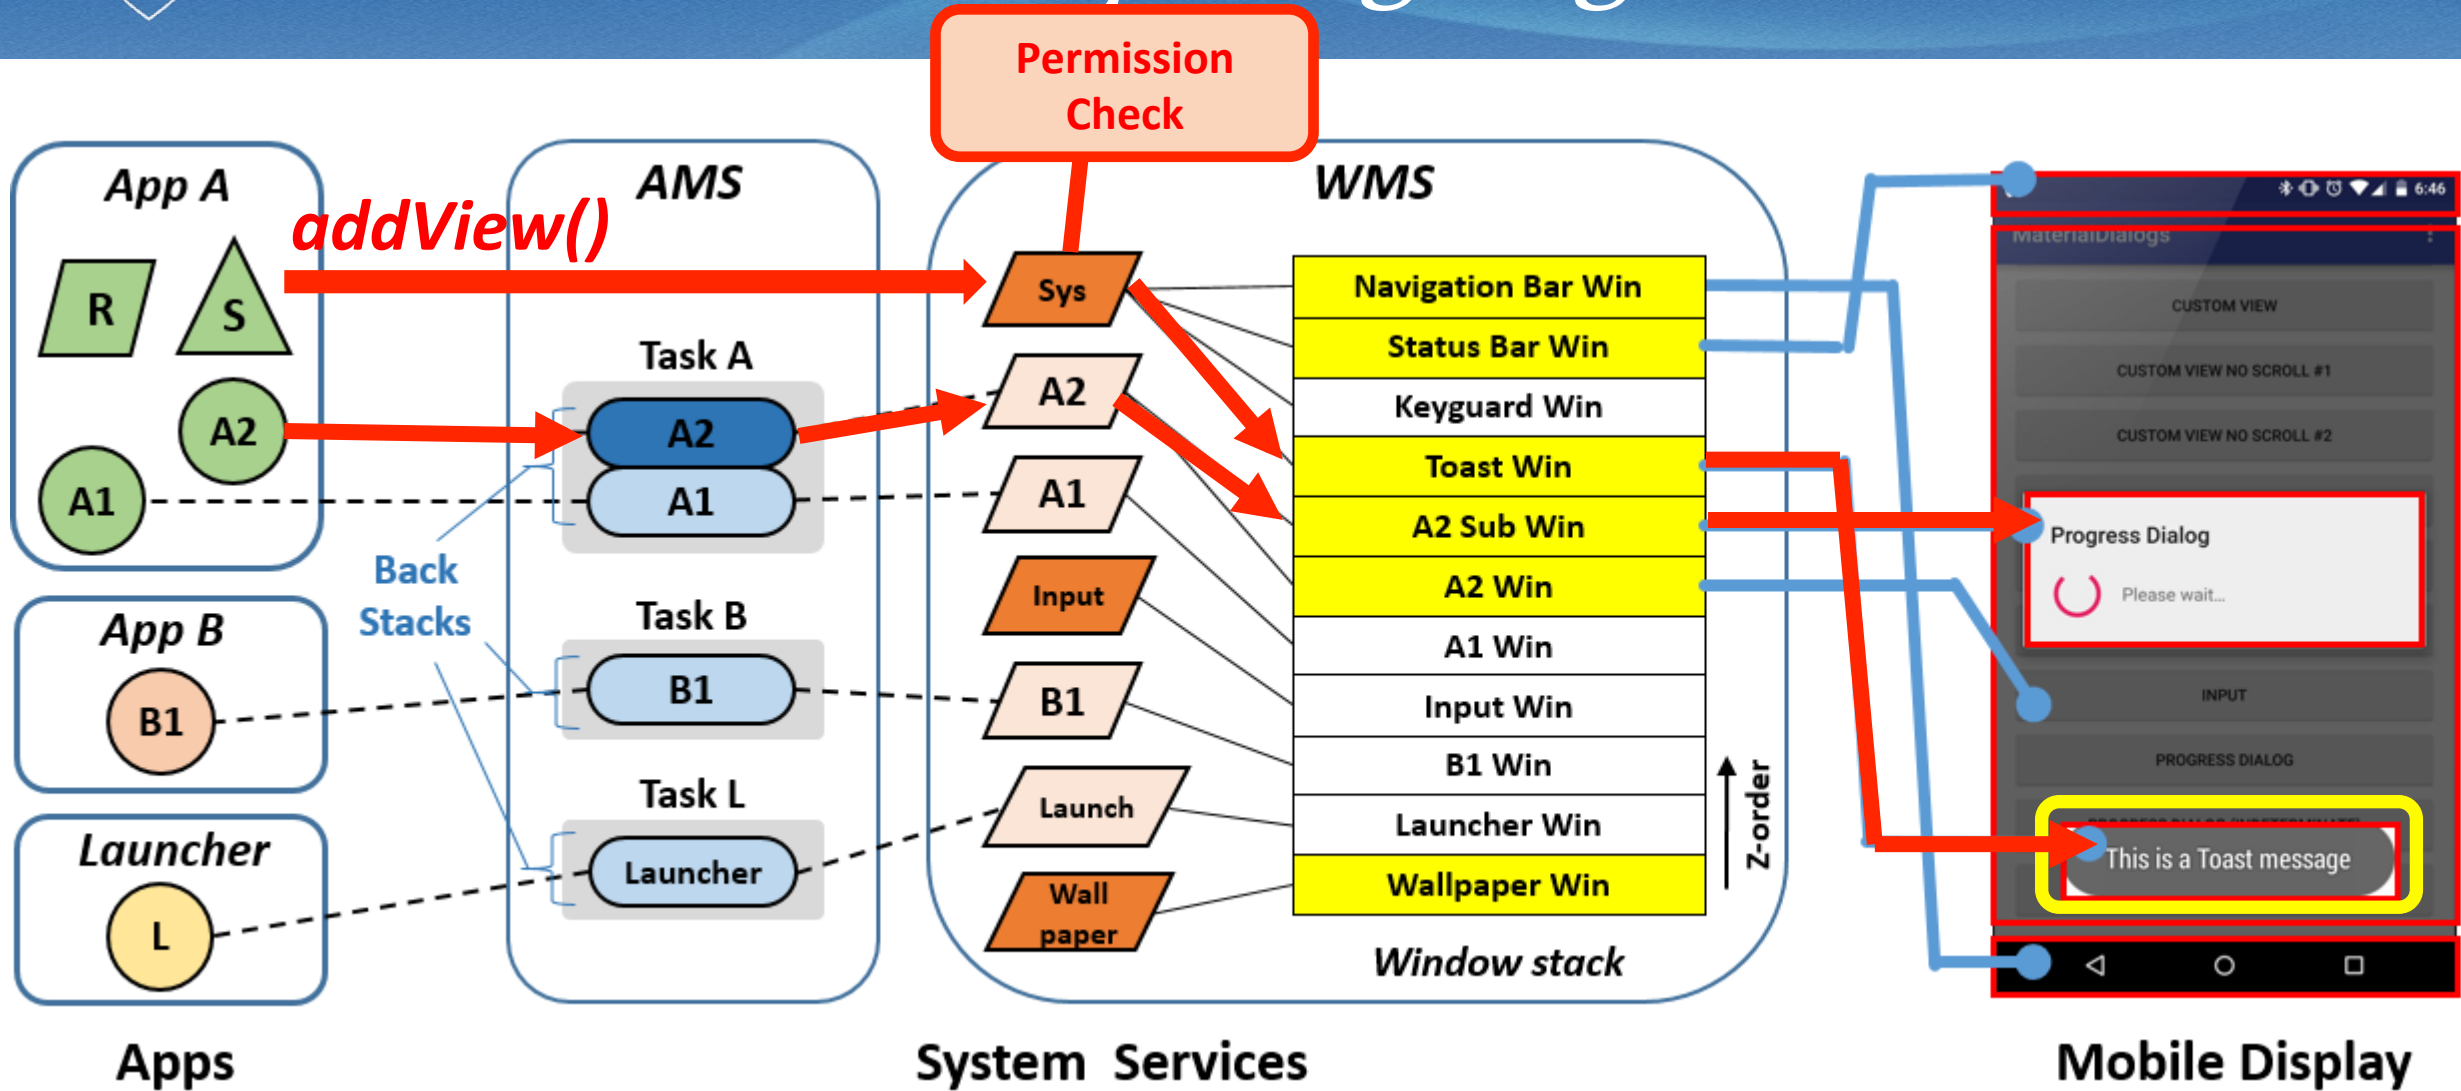 Permission
Check
App A
AMS
WMS
addView()
R
S
A2
A1
Task A
A2
A1
Back
Stacks
App B
B1
Task B
B1
Launcher
L
Task L
Launcher
Sys
A2
A1
Input
B1
Launch
Wall
paper
Navigation Bar Win
Status Bar Win
Keyguard Win
Toast Win
A2 Sub Win
A2 Win
A1 Win
Input Win
B1 Win
Launcher Win
Wallpaper Win
Z-order
Window stack
6:46
MaterialDialogs
CUSTOM VIEW
CUSTOM VIEW NO SCROLL #1
CUSTOM VIEW NO SCROLL #2
Progress Dialog
Please wait...
INPUT
PROGRESS DIALOG
PROGRESS DIALOG (INDETERMINATE)
This is a Toast message
Apps
System Services
Mobile Display